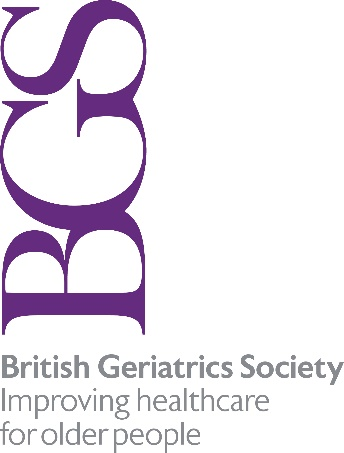 BGS
British Geriatrics Society
Improving healthcare
for older people